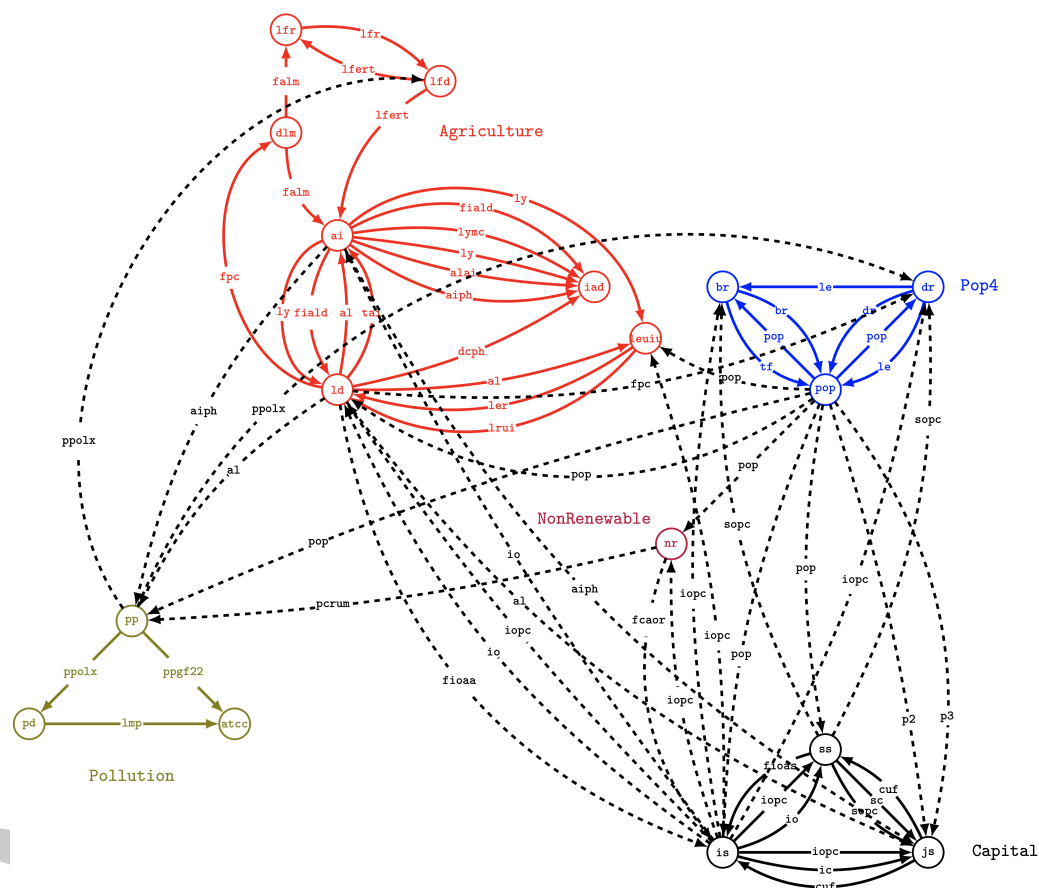 lfr
lfr
lfert
lfd
falm
lfert
dlm
Agriculture
falm
ly
fiald
ai
lymc
ly
fpc
alai
aiph
iad
br
le
dr
Pop4
ly
fiald
al
tai
br
dr
leuiu
pop
pop
dcph
tf
le
pop
al
fpc
ld
pop
ler
aiph
ppolx
sopc
lrui
ppolx
al
pop
pop
NonRenewable
sopc
pop
nr
io
pop
iopc
aiph
iopc
al
pcrum
fcaor
pp
iopc
iopc
io
pop
ppolx
ppgf22
fioaa
iopc
p2
p3
pd
lmp
atcc
ss
fioas
Pollution
cuf
iopc
sc
sopc
io
is
iopc
js
Capital
ic
cuf